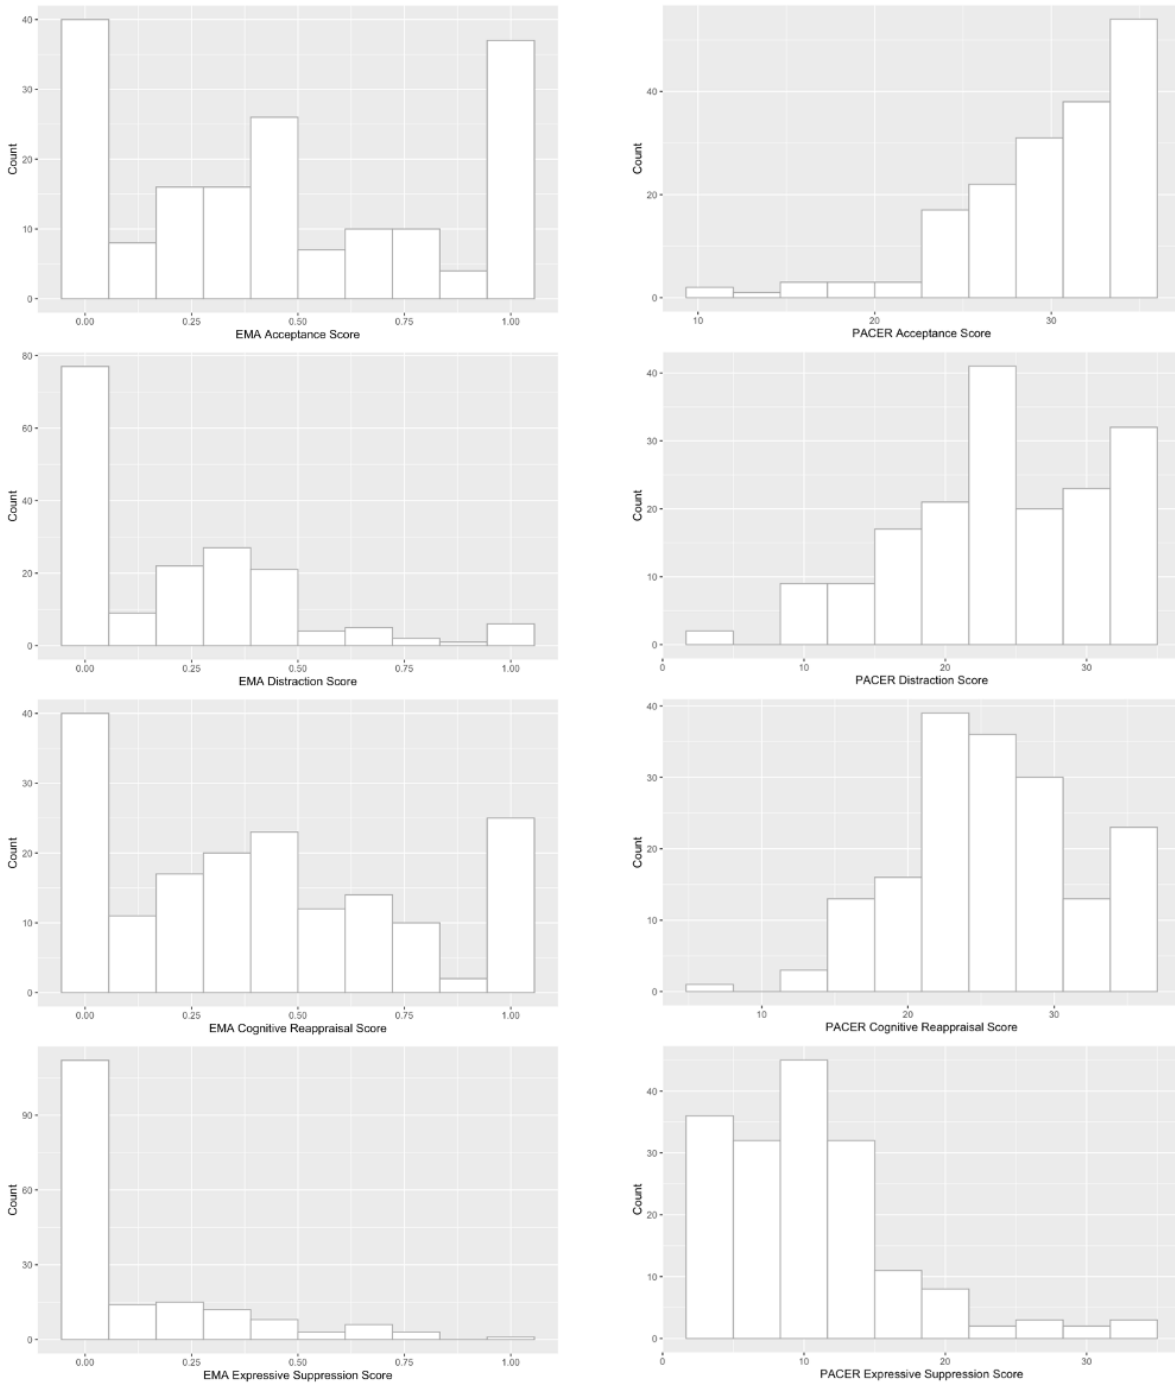 40
30
20
10
0
Count
0.00 0.25 0.50 0.75 1.00
EMA Acceptance Score
40
20
0
Count
10 20 30
PACER Acceptance Score
80
60
40
20
0
Count
0.00 0.25 0.50 0.75 1.00
EMA Distraction Score
40
30
20
10
0
Count
0 10 20 30
PACER Distraction Score
40
30
20
10
0
Count
0.00 0.25 0.50 0.75 1.00
EMA Cognitive Reappraisal Score
40
30
20
10
0
Count
10 20 30
PACER Cognitive Reappraisal Score
90
60
30
0
Count
0.00 0.25 0.50 0.75 1.00
EMA Expressive Suppression Score
40
30
20
10
0
Count
0 10 20 30
PACER Expressive Suppression Score